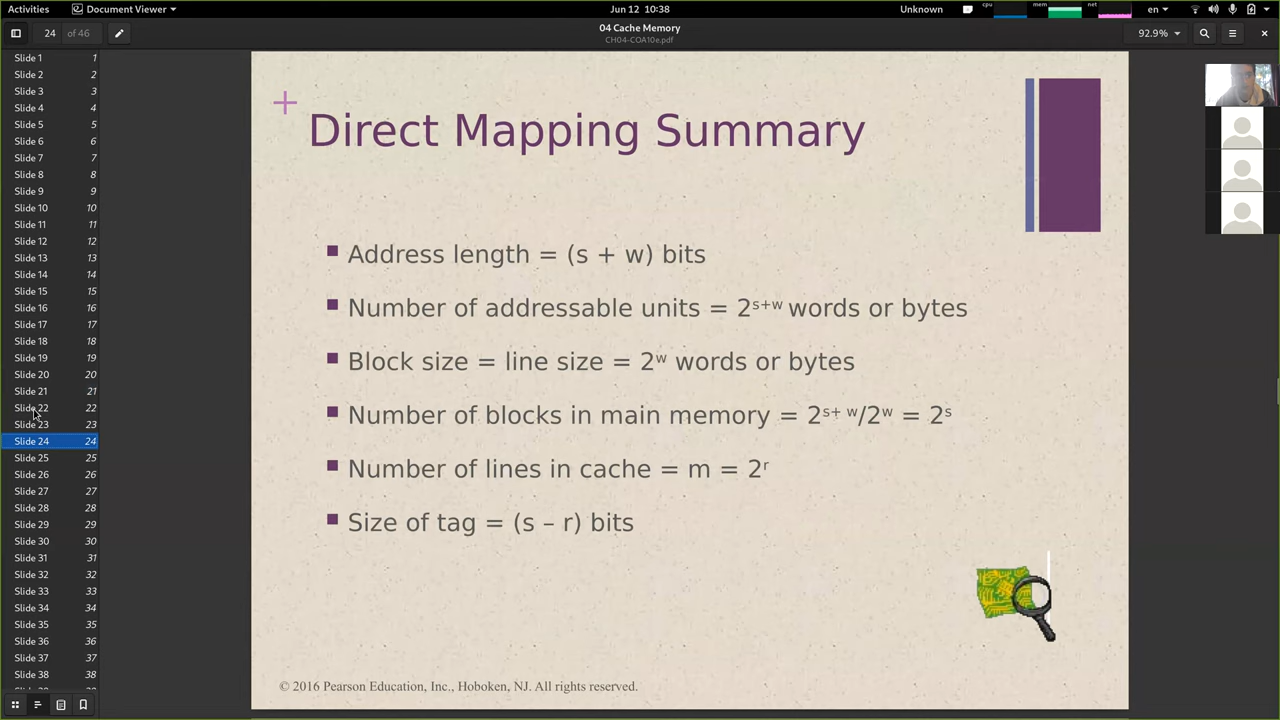 Activities Document Viewer Jun 12 10:38 Unknown cpu mem net en
24 of 46 04 Cache Memory 92.9%
CH04-COA10e.pdf
Slide 1 1
Slide 2 2
Slide 3 3
Slide 4 4
Slide 5 5
Slide 6 6
Slide 7 7
Slide 8 8
Slide 9 9
Slide 10 10
Slide 11 11
Slide 12 12
Slide 13 13
Slide 14 14
Slide 15 15
Slide 16 16
Slide 17 17
Slide 18 18
Slide 19 19
Slide 20 20
Slide 21 21
Slide 22 22
Slide 23 23
Slide 24 24
Slide 25 25
Slide 26 26
Slide 27 27
Slide 28 28
Slide 29 29
Slide 30 30
Slide 31 31
Slide 32 32
Slide 33 33
Slide 34 34
Slide 35 35
Slide 36 36
Slide 37 37
Slide 38 38
+
Direct Mapping Summary
■ Address length = (s + w) bits
■ Number of addressable units = 2^{s+w} words or bytes
■ Block size = line size = 2^w words or bytes
■ Number of blocks in main memory = 2^{s+ w}/2^w = 2^s
■ Number of lines in cache = m = 2^r
■ Size of tag = (s – r) bits
© 2016 Pearson Education, Inc., Hoboken, NJ. All rights reserved.